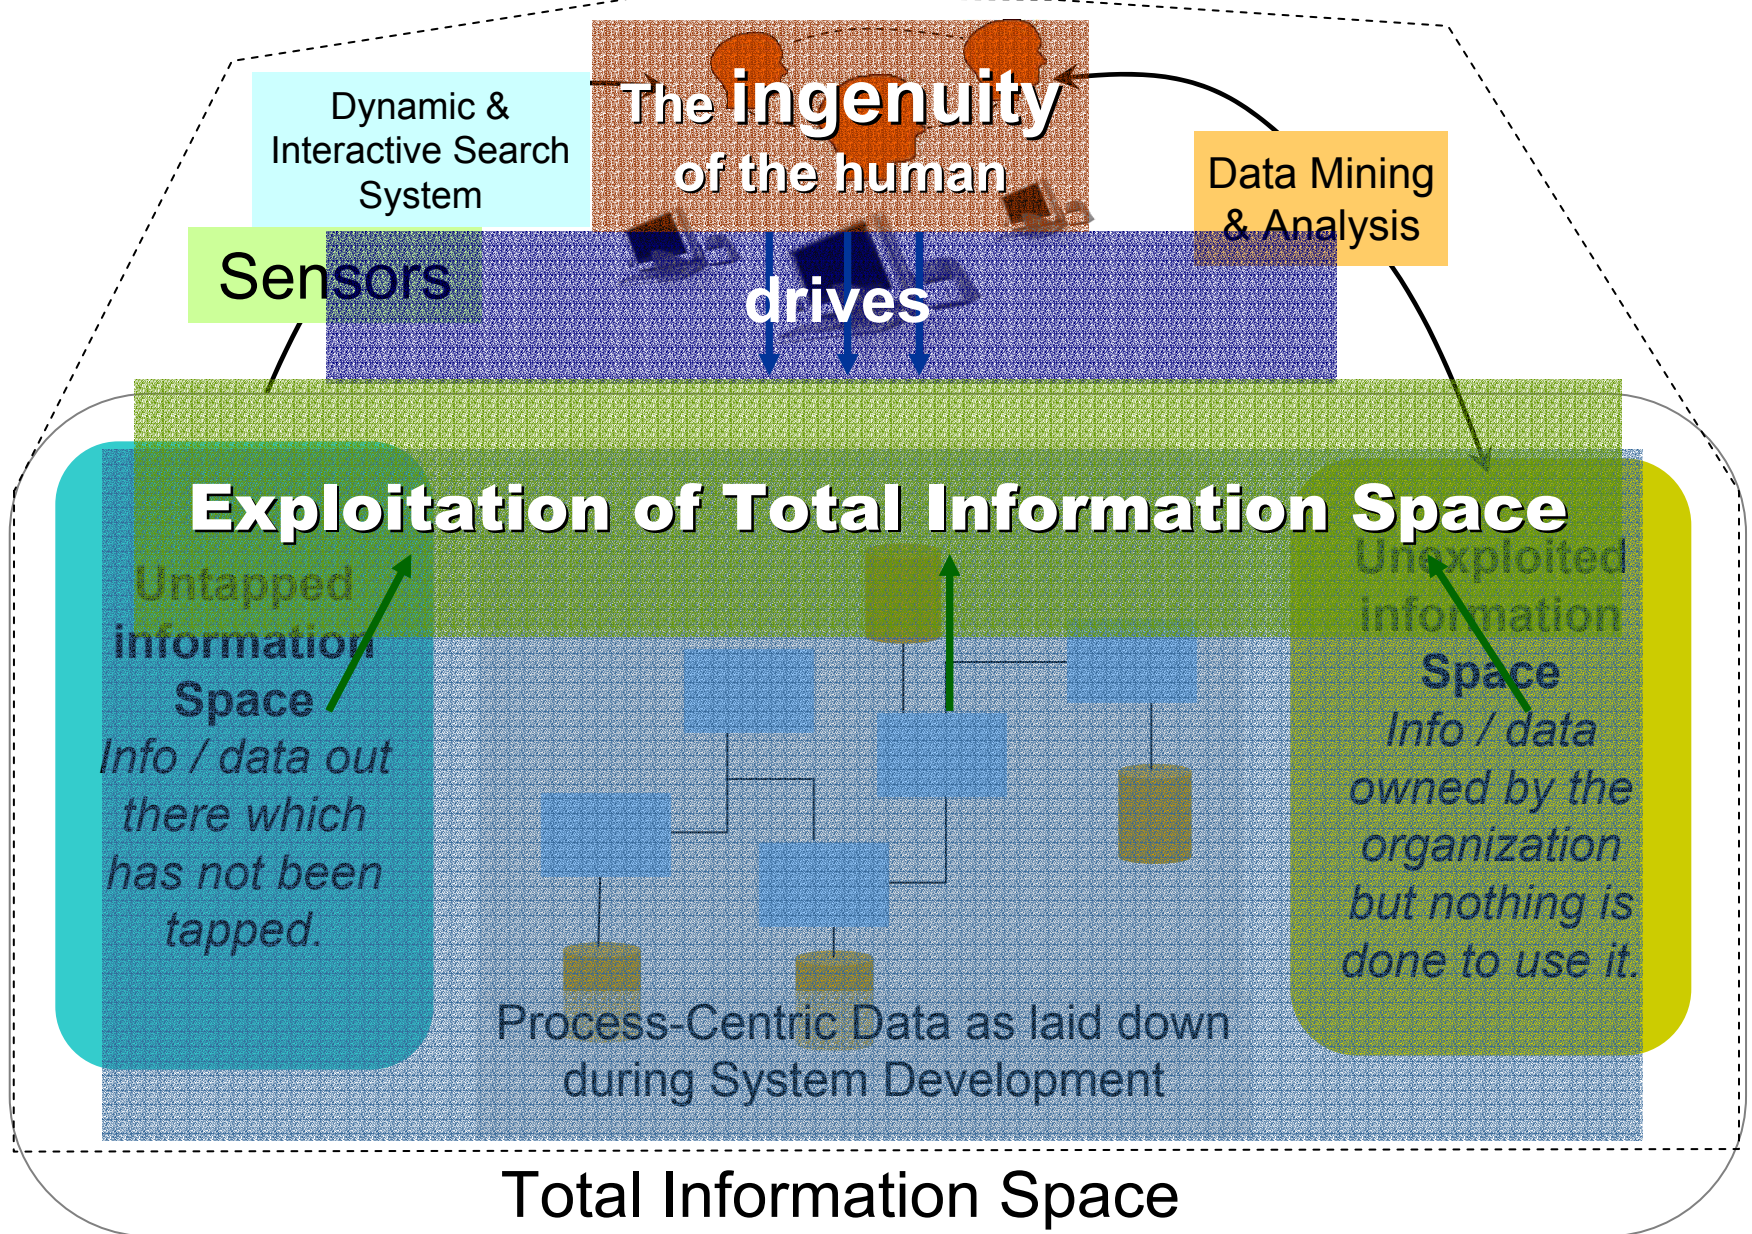 Dynamic &
Interactive Search
System
The ingenuity
of the human
Data Mining
& Analysis
Sensors
drives
Exploitation of Total Information Space
Untapped
information
Space
Info / data out
there which
has not been
tapped.
Unexploited
information
Space
Info / data
owned by the
organization
but nothing is
done to use it.
Process-Centric Data as laid down
during System Development
Total Information Space